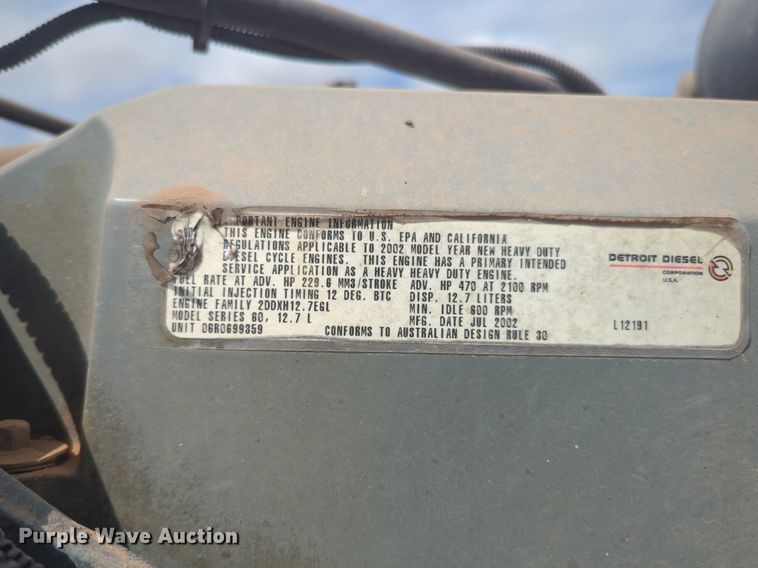 PORTANT ENGINE INFORMATION
THIS ENGINE CONFORMS TO U.S. EPA AND CALIFORNIA
REGULATIONS APPLICABLE TO 2002 MODEL YEAR NEW HEAVY DUTY
DIESEL CYCLE ENGINES. THIS ENGINE HAS A PRIMARY INTENDED
SERVICE APPLICATION AS A HEAVY HEAVY DUTY ENGINE.
FUEL RATE AT ADV. HP 229.6 MM3/STROKE ADV. HP 470 AT 2100 RPM
INITIAL INJECTION TIMING 12 DEG. BTC DISP. 12.7 LITERS
ENGINE FAMILY 2DDXH12.7EGL MIN. IDLE 600 RPM
MODEL SERIES 60, 12.7 L MFG. DATE JUL 2002
UNIT 06R0699359 CONFORMS TO AUSTRALIAN DESIGN RULE 30
DETROIT DIESEL
CORPORATION
U.S.A.
L12191
Purple Wave Auction